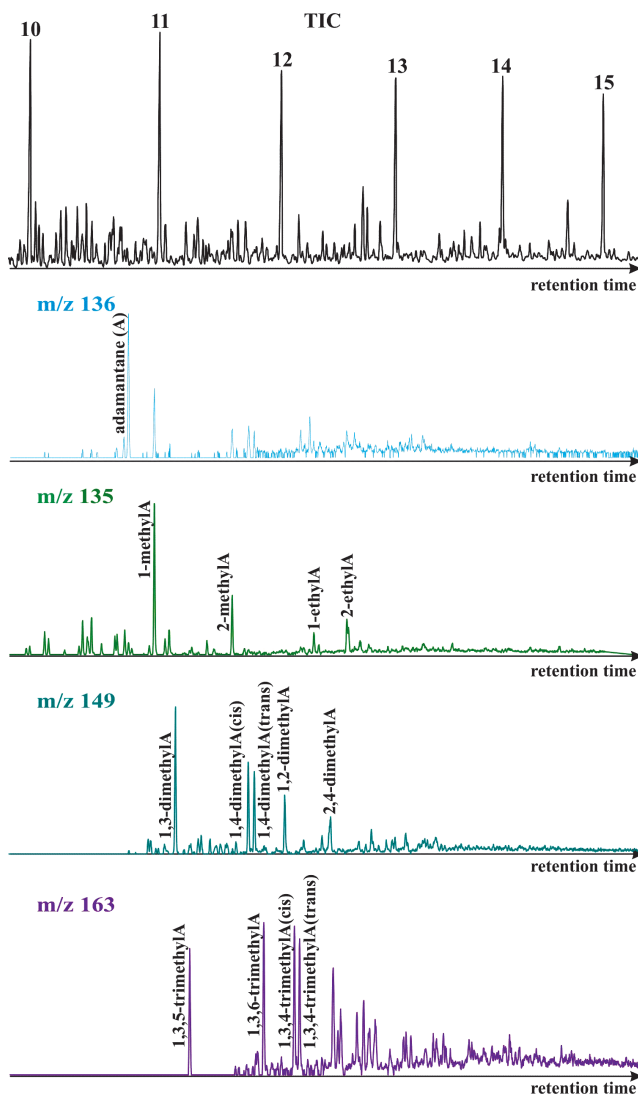 TIC
10
11
12
13
14
15
retention time
m/z 136
adamantane (A)
retention time
m/z 135
1-methylA
2-methylA
1-ethylA
2-ethylA
retention time
m/z 149
1,3-dimethylA
1,4-dimethylA(cis)
1,4-dimethylA(trans)
1,2-dimethylA
2,4-dimethylA
retention time
m/z 163
1,3,5-trimethylA
1,3,6-trimethylA
1,3,4-trimethylA(cis)
1,3,4-trimethylA(trans)
retention time